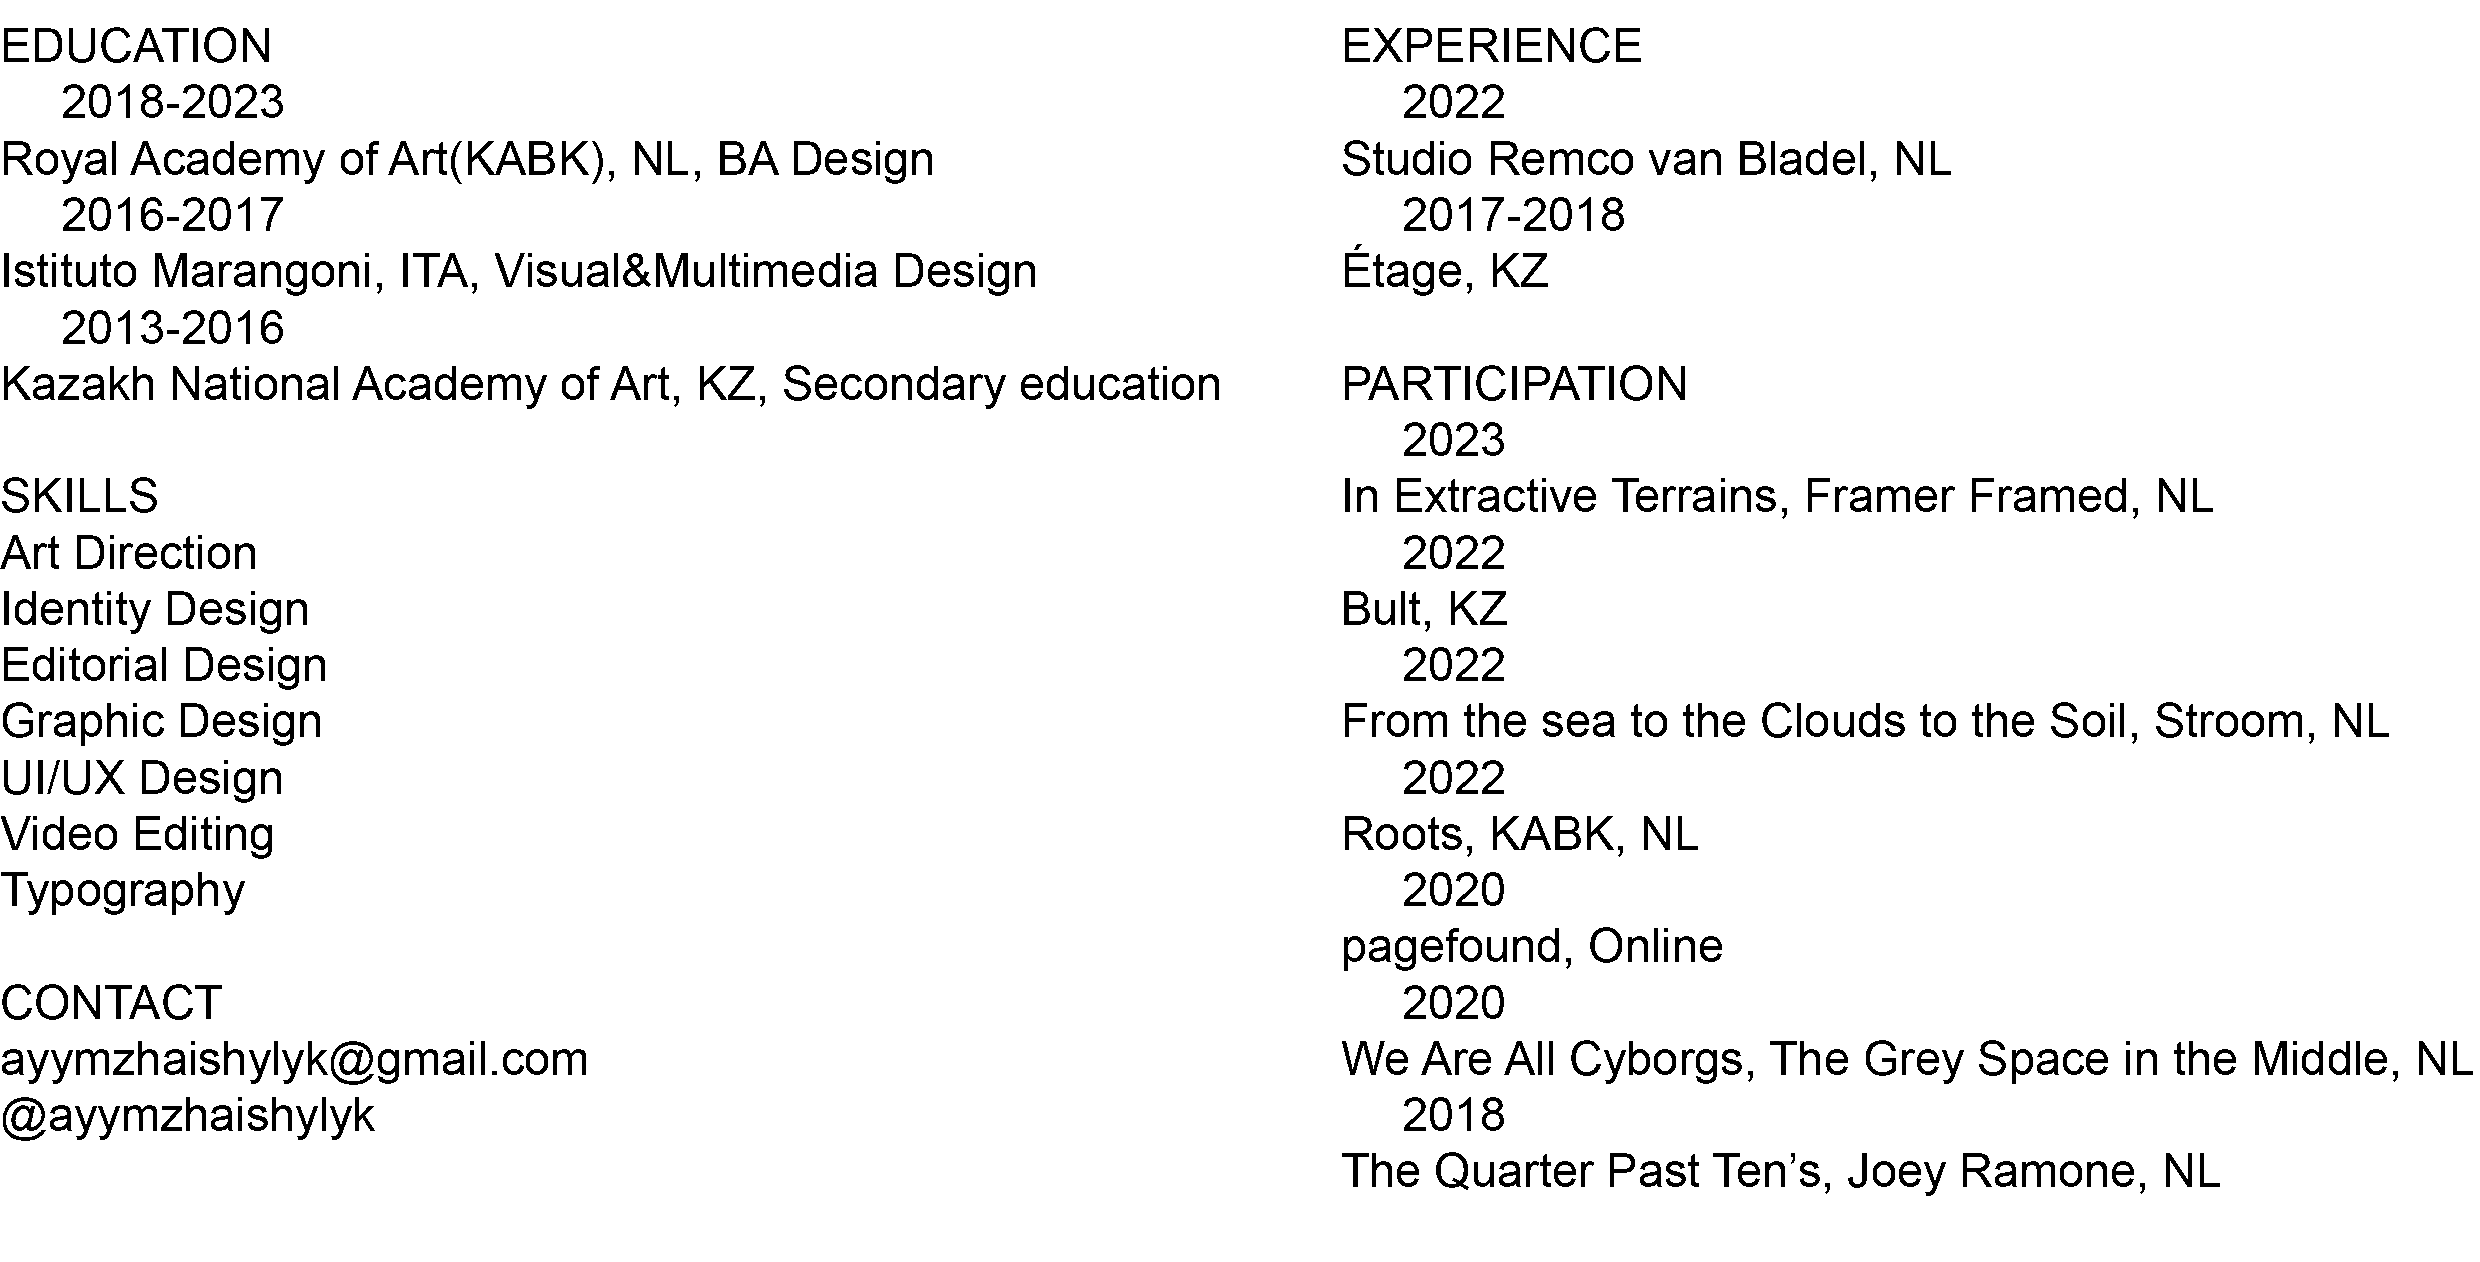 EDUCATION
2018-2023
Royal Academy of Art(KABK), NL, BA Design
2016-2017
Istituto Marangoni, ITA, Visual&Multimedia Design
2013-2016
Kazakh National Academy of Art, KZ, Secondary education
SKILLS
Art Direction
Identity Design
Editorial Design
Graphic Design
UI/UX Design
Video Editing
Typography
CONTACT
ayymzhaishylyk@gmail.com
@ayymzhaishylyk
EXPERIENCE
2022
Studio Remco van Bladel, NL
2017-2018
Étage, KZ
PARTICIPATION
2023
In Extractive Terrains, Framer Framed, NL
2022
Bult, KZ
2022
From the sea to the Clouds to the Soil, Stroom, NL
2022
Roots, KABK, NL
2020
pagefound, Online
2020
We Are All Cyborgs, The Grey Space in the Middle, NL
2018
The Quarter Past Ten’s, Joey Ramone, NL